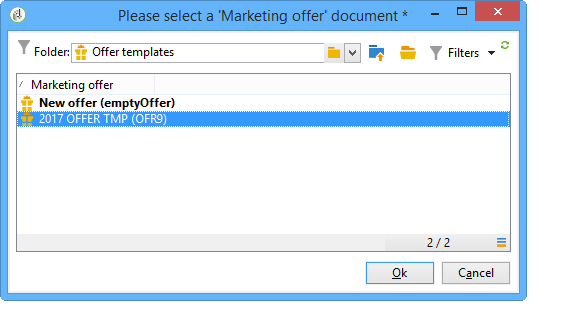 Please select a 'Marketing offer' document *
Folder: Offer templates Filters
Marketing offer
New offer (emptyOffer)
2017 OFFER TMP (OFR9)
2 / 2
Ok Cancel